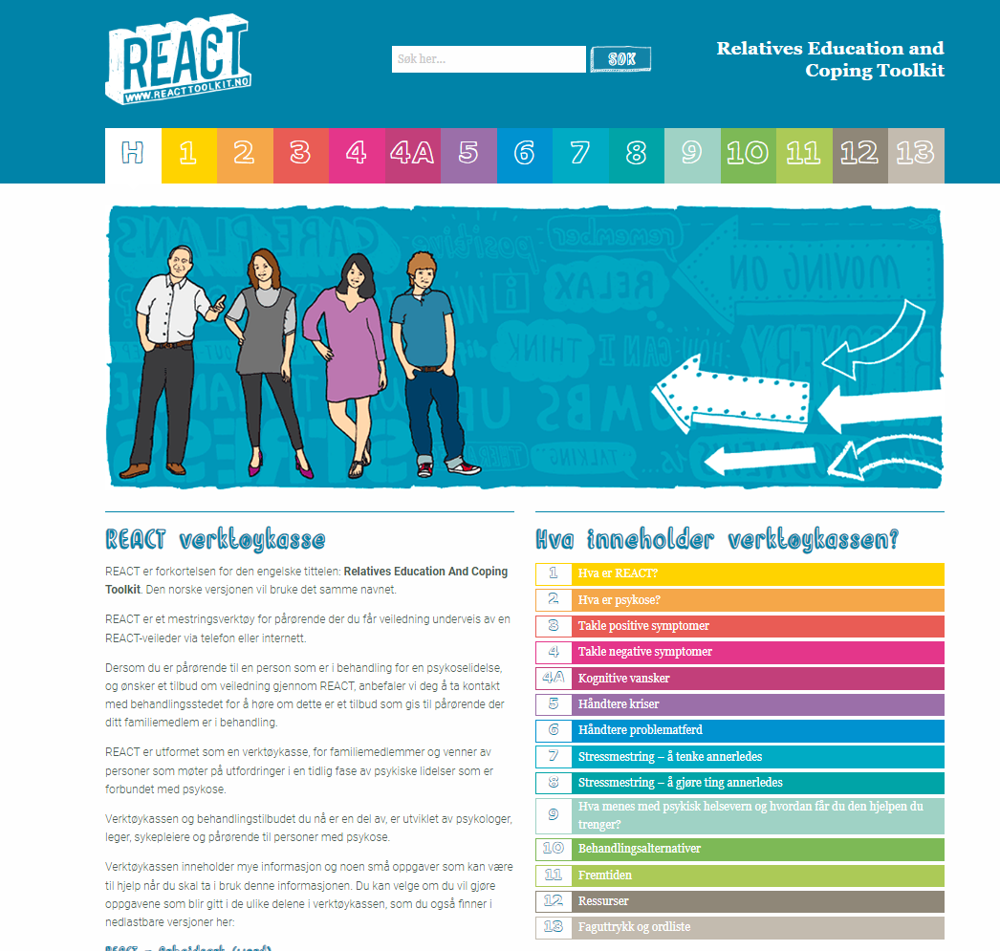 REACT
WWW.REACTTOOLKIT.NO
Søk her...
SØK
Relatives Education and
Coping Toolkit
H 1 2 3 4 4A 5 6 7 8 9 10 11 12 13
CARE PLANS
positive
remember
MOVING ON
RELAX
THINK
HOW CAN I
TALKING
REACT verktøykasse
REACT er forkortelsen for den engelske tittelen: Relatives Education And Coping
Toolkit. Den norske versjonen vil bruke det samme navnet.
REACT er et mestringsverktøy for pårørende der du får veiledning underveis av en
REACT-veileder via telefon eller internett.
Dersom du er pårørende til en person som er i behandling for en psykoselidelse,
og ønsket et tilbud om veiledning gjennom REACT, anbefaler vi deg å ta kontakt
med behandlingsstedet for å høre om dette er et tilbud som gis til pårørende der
ditt familiemedlem er i behandling.
REACT er utformet som en verktøykasse, for familiemedlemmer og venner av
personer som møter på utfordringer i en tidlig fase av psykiske lidelser som er
forbundet med psykose.
Verktøykassen og behandlingstilbudet du nå er en del av, er utviklet av psykologer,
leger, sykepleiere og pårørende til personer med psykose.
Verktøykassen inneholder mye informasjon og noen små oppgaver som kan være
til hjelp når du skal ta i bruk denne informasjonen. Du kan velge om du vil gjøre
oppgavene som blir gitt i de ulike delene i verktøykassen, som du også finner i
nedlastbare versjoner her:
Hva inneholder verktøykassen?
1 Hva er REACT?
2 Hva er psykose?
3 Takle positive symptomer
4 Takle negative symptomer
4A Kognitive vansker
5 Håndtere kriser
6 Håndtere problematferd
7 Stressmestring – å tenke annerledes
8 Stressmestring – å gjøre ting annerledes
9 Hva menes med psykisk helsevern og hvordan får du den hjelpen du
trenger?
10 Behandlingsalternativer
11 Fremtiden
12 Ressurser
13 Faguttrykk og ordliste